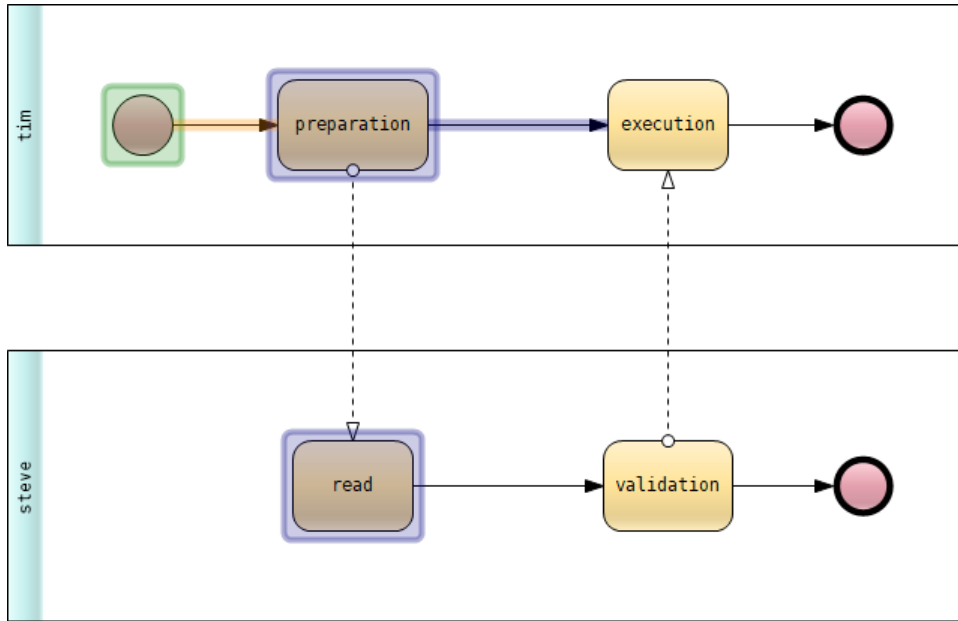 tim
preparation
execution
steve
read
validation